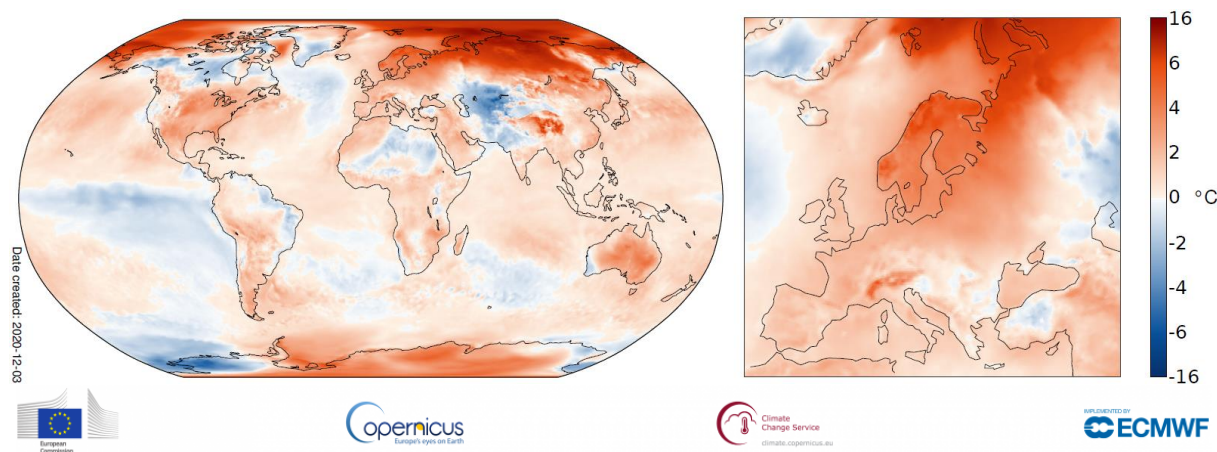 16
6
4
2
0 °C
-2
-4
-6
-16
Date created: 2020-12-03
European
Commission
opernicus
Europe's eyes on Earth
Climate
Change Service
climate.copernicus.eu
IMPLEMENTED BY
ECMWF